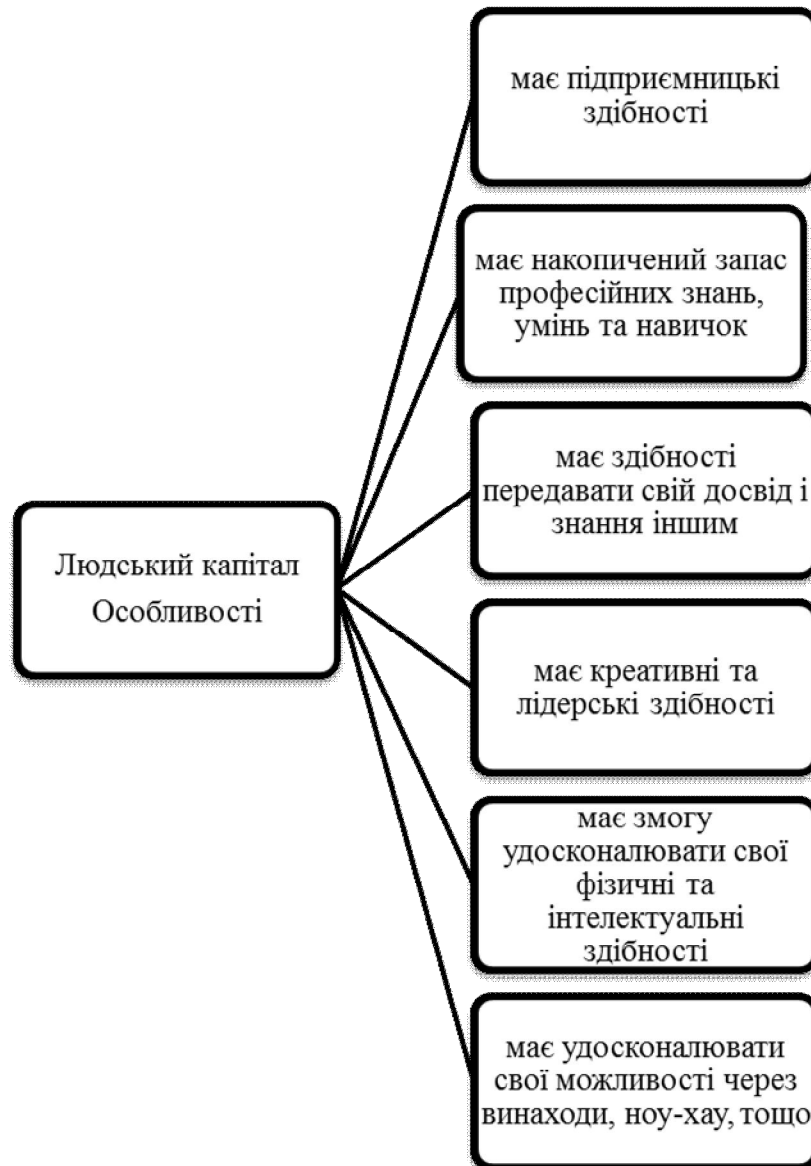 має підприємницькі
здібності
має накопичений запас
професійних знань,
умінь та навичок
має здібності
передавати свій досвід і
знання іншим
Людський капітал
Особливості
має креативні та
лідерські здібності
має змогу
удосконалювати свої
фізичні та
інтелектуальні
здібності
має удосконалювати
свої можливості через
винаходи, ноу-хау, тощо